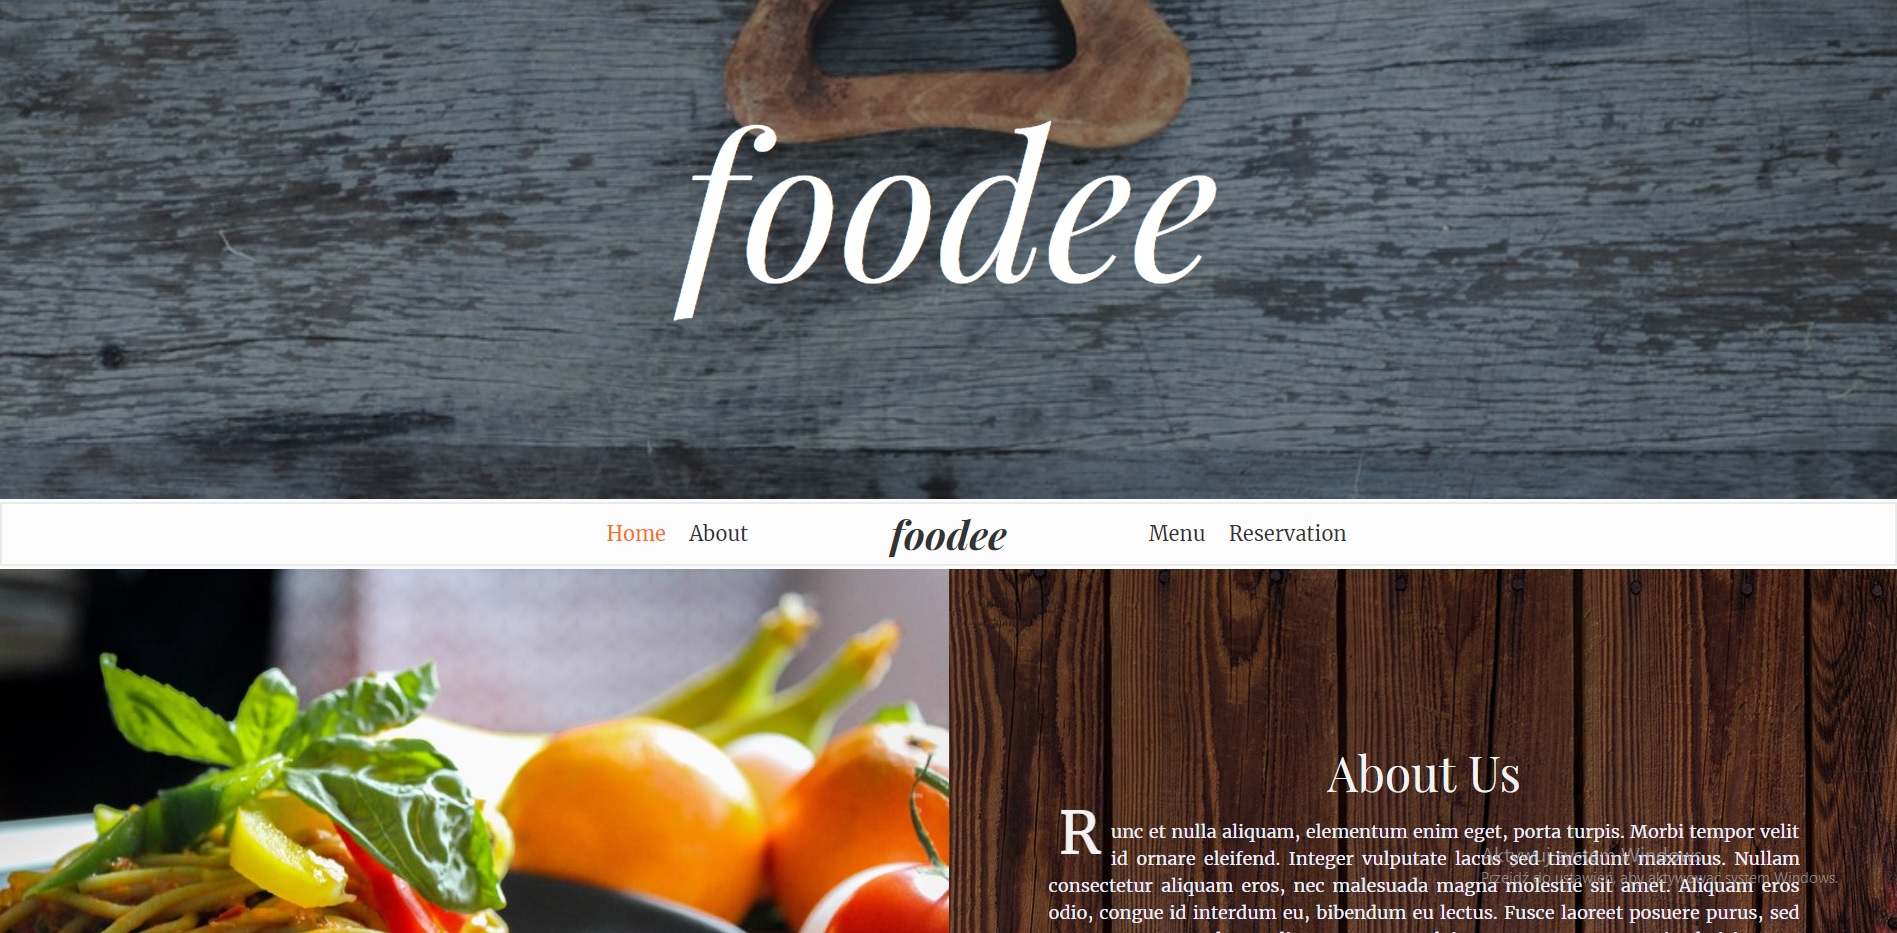 foodee
Home About foodee Menu Reservation
About Us
Runc et nulla aliquam, elementum enim eget, porta turpis. Morbi tempor velit
id ornare eleifend. Integer vulputate lacus sed tincidunt maximus. Nullam
consectetur aliquam eros, nec malesuada magna molestie sit amet. Aliquam eros
odio, congue id interdum eu, bibendum eu lectus. Fusce laoreet posuere purus, sed
Aktywuj system Windows
Przejdź do ustawień, aby aktywować system Windows.